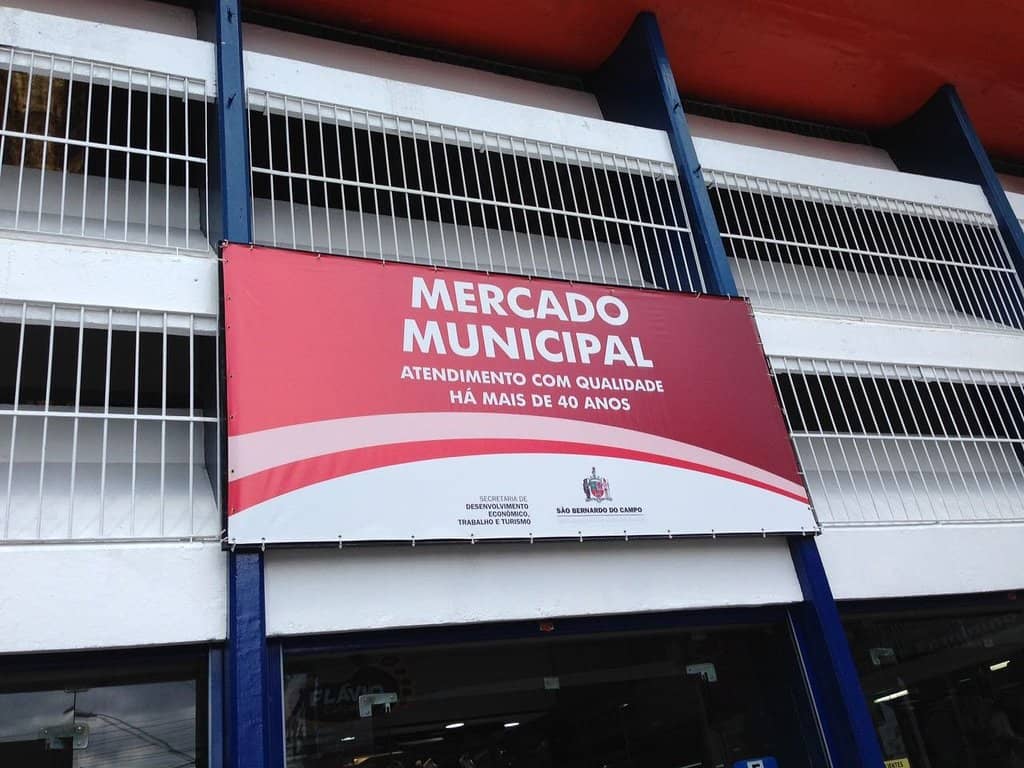 MERCADO
MUNICIPAL
ATENDIMENTO COM QUALIDADE
HÁ MAIS DE 40 ANOS
SECRETARIA DE
DESENVOLVIMENTO
ECONÔMICO,
TRABALHO E TURISMO
SÃO BERNARDO DO CAMPO
FLÁVIO